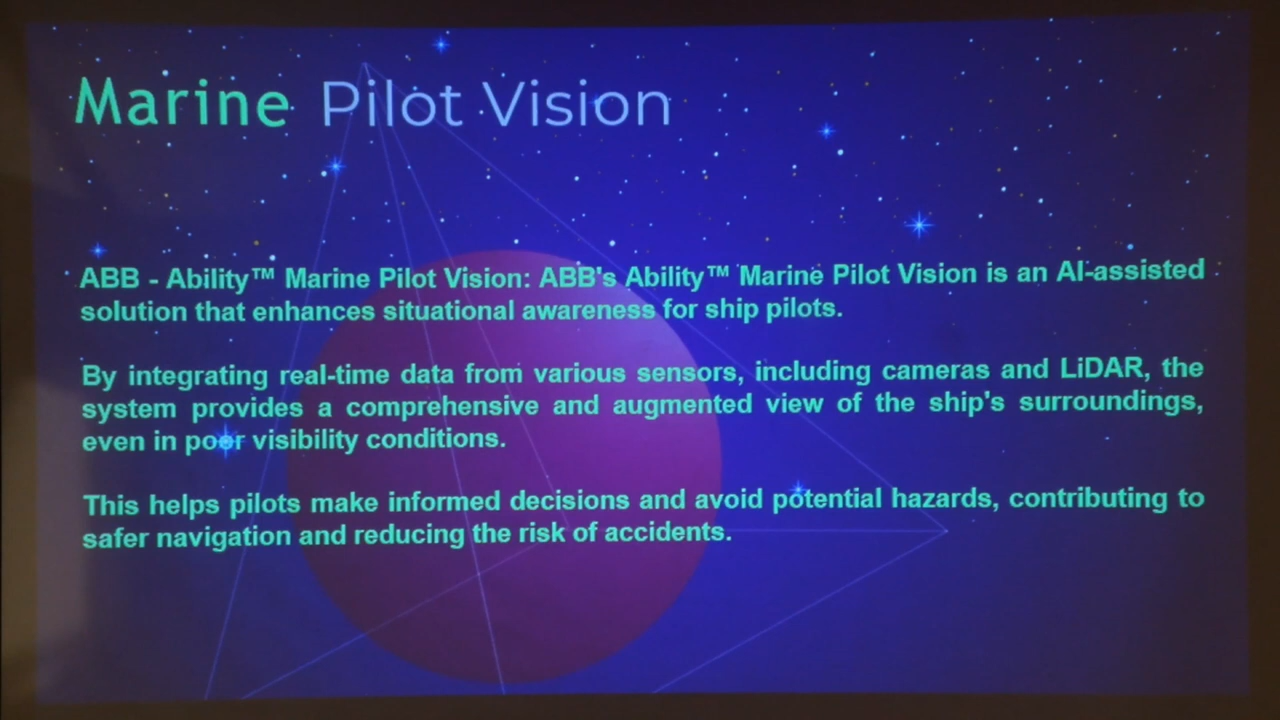 Marine Pilot Vision
ABB - Ability™ Marine Pilot Vision: ABB's Ability™ Marine Pilot Vision is an AI-assisted
solution that enhances situational awareness for ship pilots.
By integrating real-time data from various sensors, including cameras and LiDAR, the
system provides a comprehensive and augmented view of the ship's surroundings,
even in poor visibility conditions.
This helps pilots make informed decisions and avoid potential hazards, contributing to
safer navigation and reducing the risk of accidents.